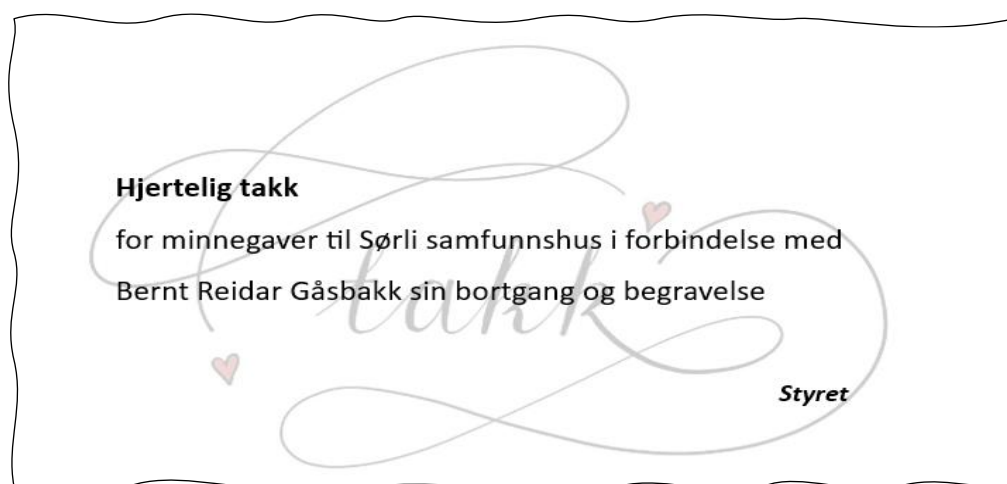 Hjertelig takk
for minnegaver til Sørli samfunnshus i forbindelse med
Bernt Reidar Gåsbakk sin bortgang og begravelse
takk
Styret